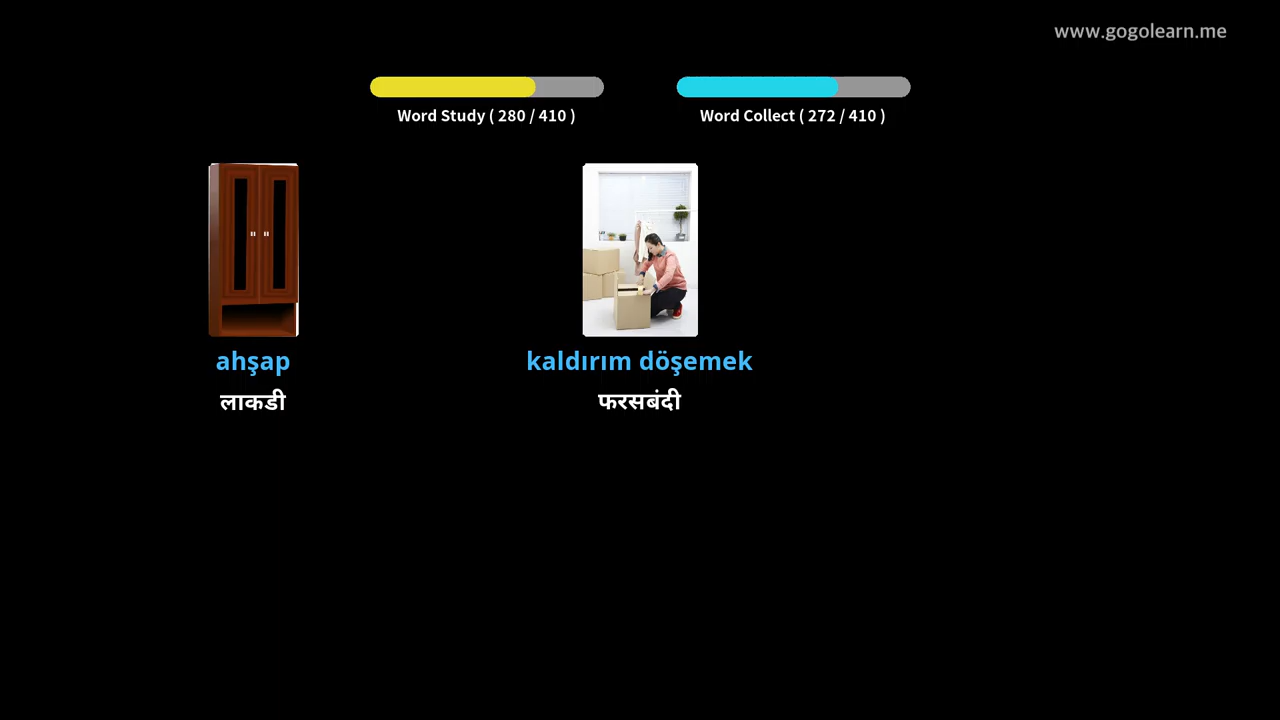 www.gogolearn.me
Word Study ( 280 / 410 )
Word Collect ( 272 / 410 )
ahşap
kaldırım döşemek
लाकडी
फरसबंदी